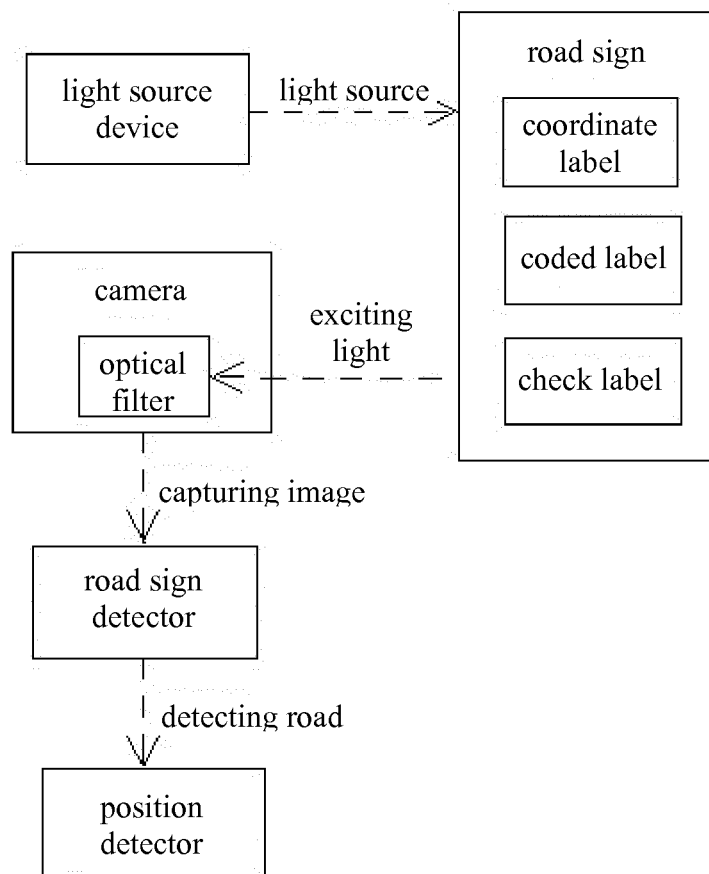 light source
device
light source
road sign
coordinate
label
coded label
check label
camera
optical
filter
exciting
light
capturing image
road sign
detector
detecting road
position
detector